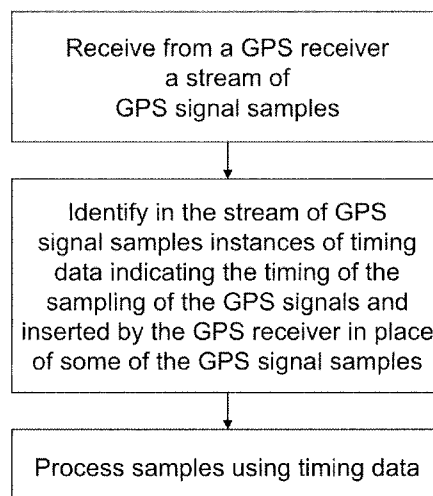 Receive from a GPS receiver
a stream of
GPS signal samples
Identify in the stream of GPS
signal samples instances of timing
data indicating the timing of the
sampling of the GPS signals and
inserted by the GPS receiver in place
of some of the GPS signal samples
Process samples using timing data